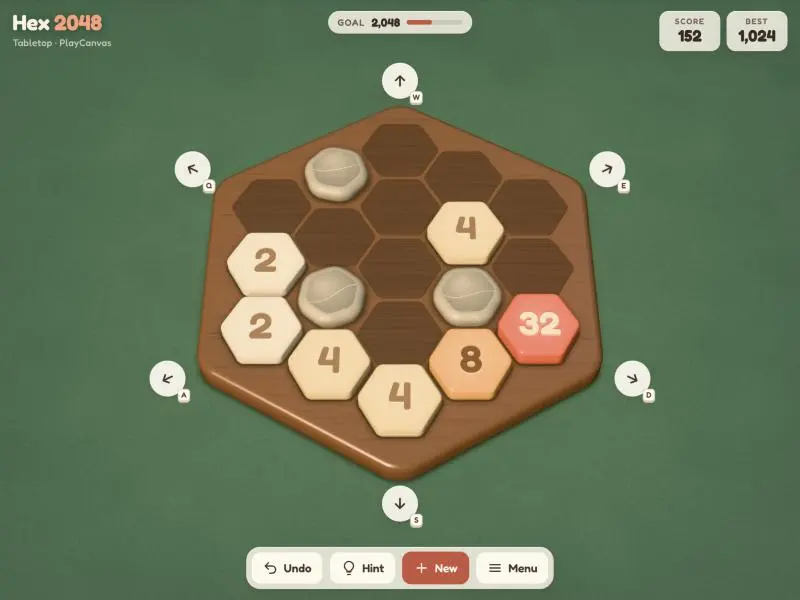 Hex 2048
Tabletop · PlayCanvas
GOAL 2,048
SCORE
152
BEST
1,024
W
Q
E
4
2
2
32
4
8
4
A
D
S
Undo
Hint
New
Menu